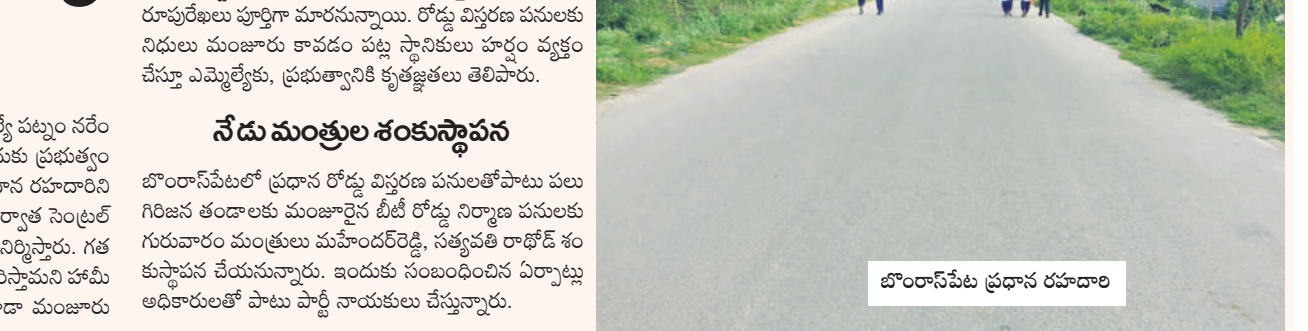 ్యే పట్నం నరేం
ప్రభుత్వం
రహదారిని
సెంట్రల్
నిర్మిస్తారు. గత
హామీ
మంజూరు
రూపురేఖలు పూర్తిగా మారనున్నాయి. రోడ్డు విస్తరణ పనులకు
నిధులు మంజూరు కావడం పట్ల స్థానికులు హర్షం వ్యక్తం
చేస్తూ ఎమ్మెల్యేకు, ప్రభుత్వానికి కృతజ్ఞతలు తెలిపారు.
నేడు మంత్రుల శంకుస్థాపన
బొంరాస్‌పేటలో ప్రధాన రోడ్డు విస్తరణ పనులతోపాటు పలు
గిరిజన తండాలకు మంజూరైన బీటీ రోడ్డు నిర్మాణ పనులకు
గురువారం మంత్రులు మహేందర్‌రెడ్డి, సత్యవతి రాథోడ్ శం
కుస్థాపన చేయనున్నారు. ఇందుకు సంబంధించిన ఏర్పాట్లు
అధికారులతో పాటు పార్టీ నాయకులు చేస్తున్నారు.
బొంరాస్‌పేట ప్రధాన రహదారి